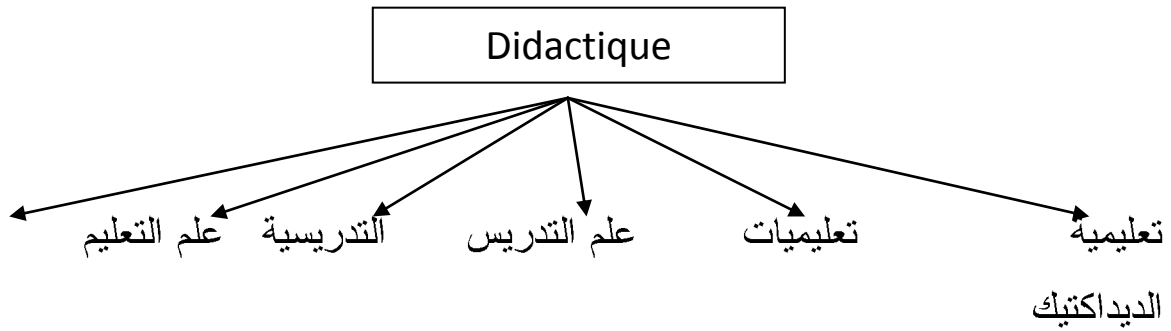 Didactique
تعليمية تعليميات علم التدريس التدريسية علم التعليم
الديداكتيك